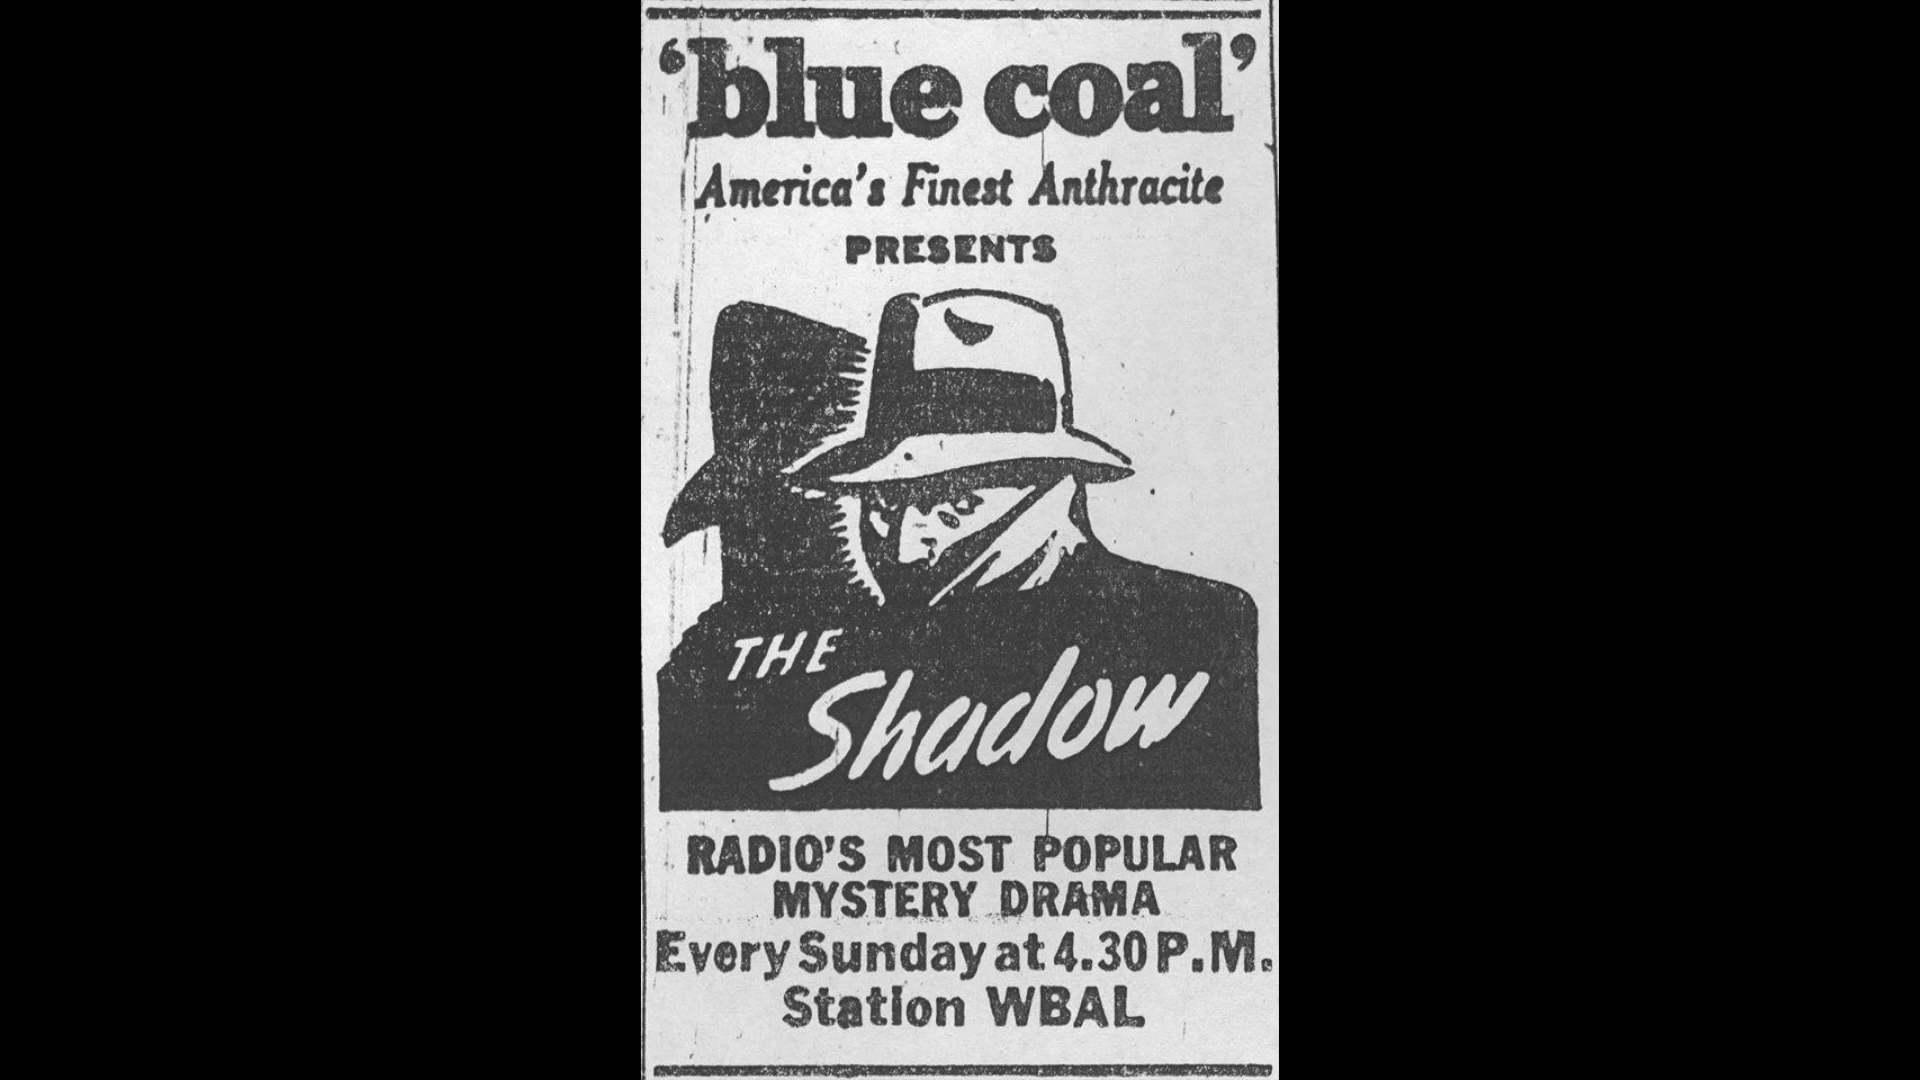 ‘blue coal’
America's Finest Anthracite
PRESENTS
THE
Shadow
RADIO'S MOST POPULAR
MYSTERY DRAMA
Every Sunday at 4.30 P.M.
Station WBAL